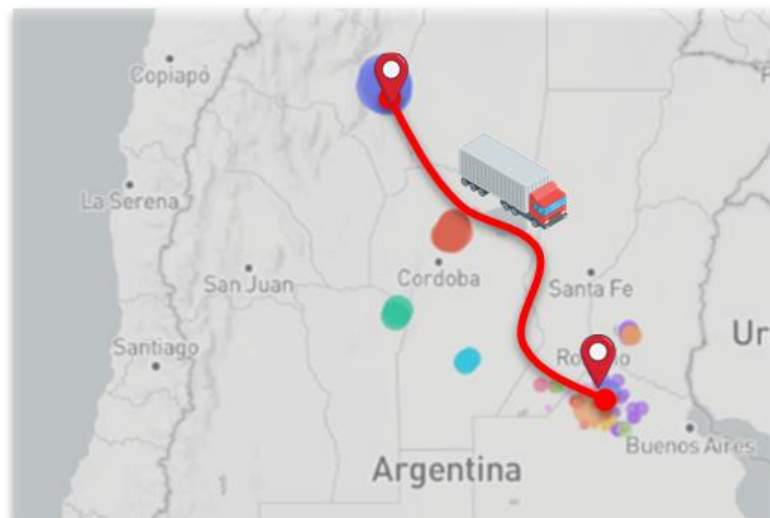 Copiapó
La Serena
San Juan
Cordoba
Santa Fe
Santiago
Ur
Buenos Aires
Argentina